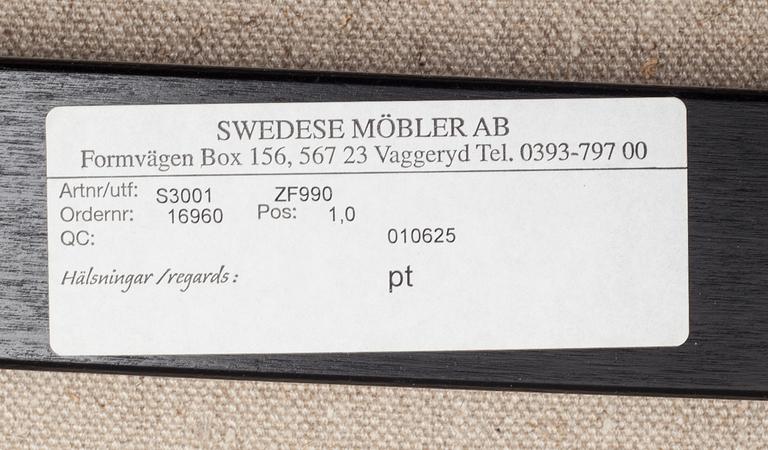 SWEDESE MÖBLER AB
Formvägen Box 156, 567 23 Vaggeryd Tel. 0393-797 00
Artnr/utf: S3001 ZF990
Ordernr: 16960 Pos: 1,0
QC: 010625
Hälsningar /regards: pt